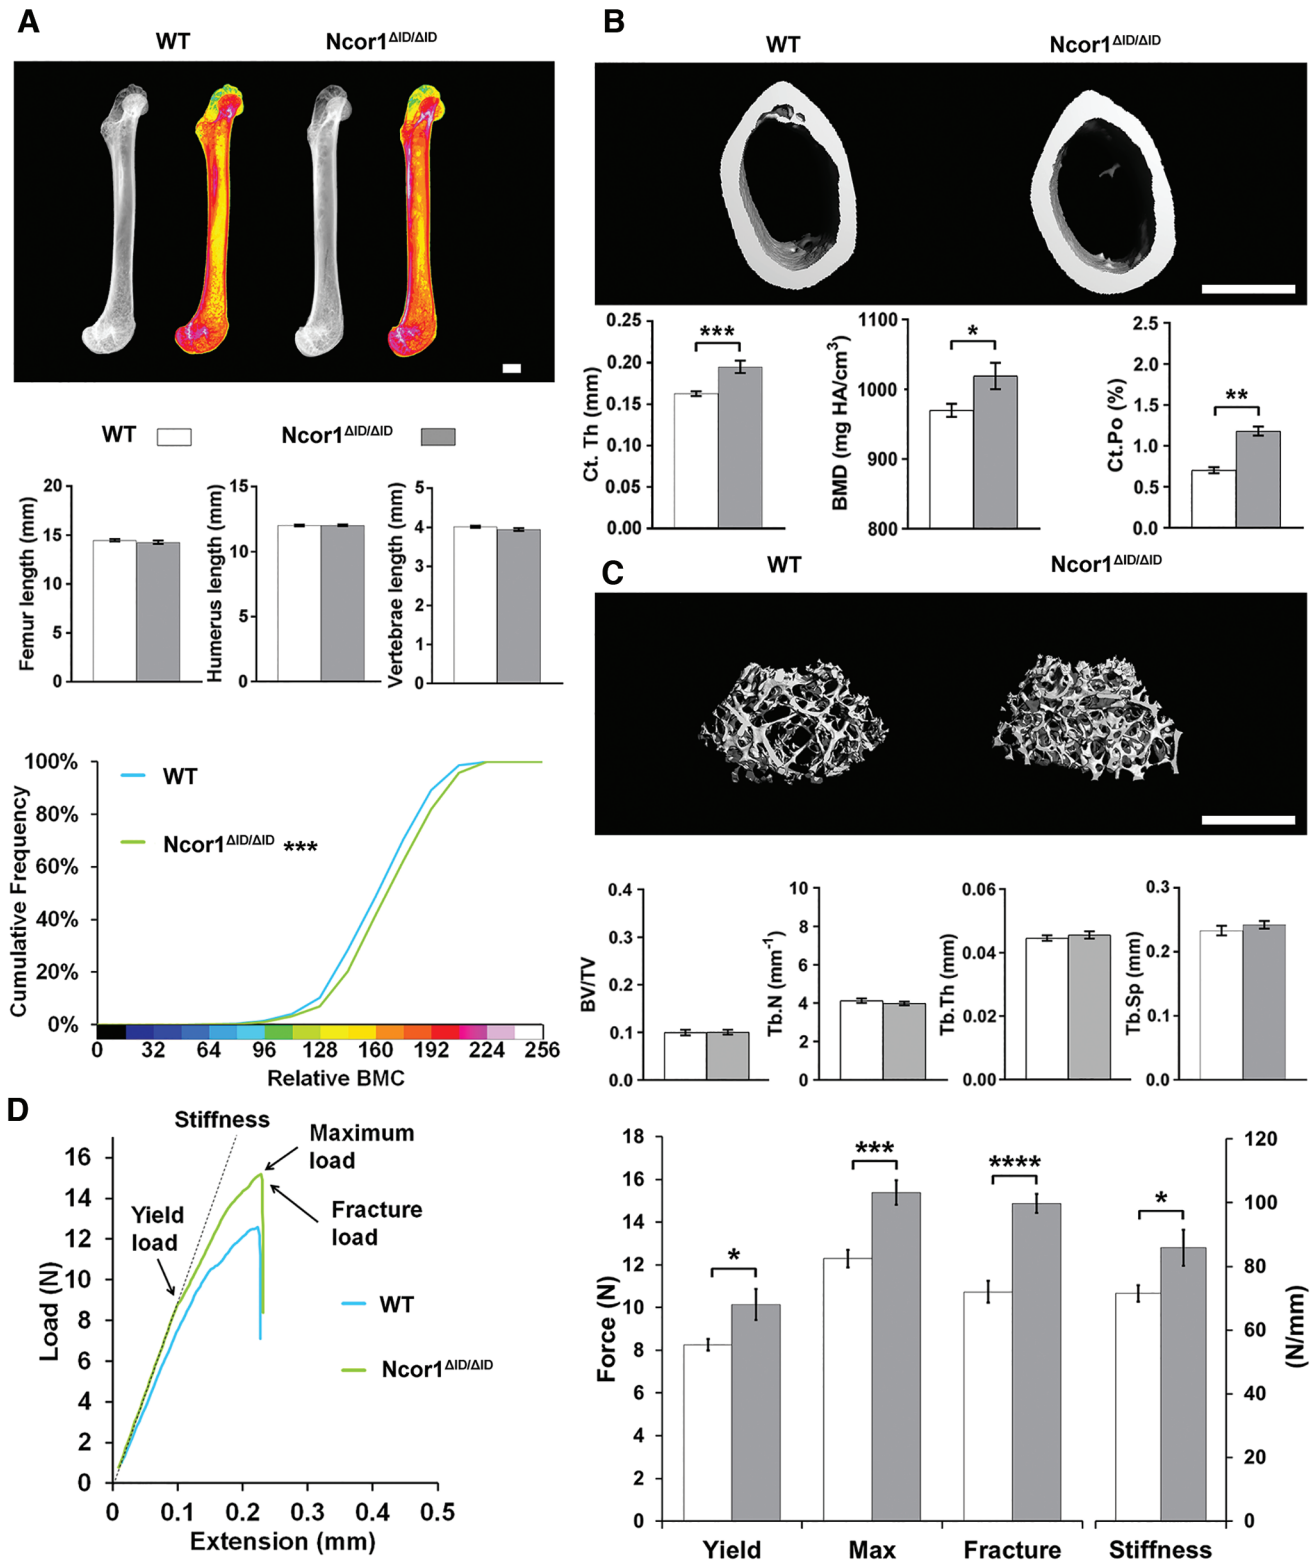 A
WT
Ncor1ΔID/ΔID
WT
Ncor1ΔID/ΔID
20
15
10
5
0
Femur length (mm)
15
10
5
0
Humerus length (mm)
5
4
3
2
1
0
Vertebrae length (mm)
100%
80%
60%
40%
20%
0%
Cumulative Frequency
WT
Ncor1ΔID/ΔID ***
0 32 64 96 128 160 192 224 256
Relative BMC
B
WT
Ncor1ΔID/ΔID
0.25
0.20
0.15
0.10
0.05
0.00
Ct. Th (mm)
***
1100
1000
900
800
BMD (mg HA/cm3)
*
2.5
2.0
1.5
1.0
0.5
0.0
Ct.Po (%)
**
C
WT
Ncor1ΔID/ΔID
0.4
0.3
0.2
0.1
0.0
BV/TV
10
8
6
4
2
0
Tb.N (mm-1)
0.06
0.04
0.02
0.00
Tb.Th (mm)
0.3
0.2
0.1
0.0
Tb.Sp (mm)
D
Stiffness
Maximum
load
Fracture
load
Yield
load
16
14
12
10
8
6
4
2
0
Load (N)
WT
Ncor1ΔID/ΔID
0 0.1 0.2 0.3 0.4 0.5
Extension (mm)
18
16
14
12
10
8
6
4
2
0
Force (N)
*
***
****
*
120
100
80
60
40
20
0
(N/mm)
Yield Max Fracture Stiffness